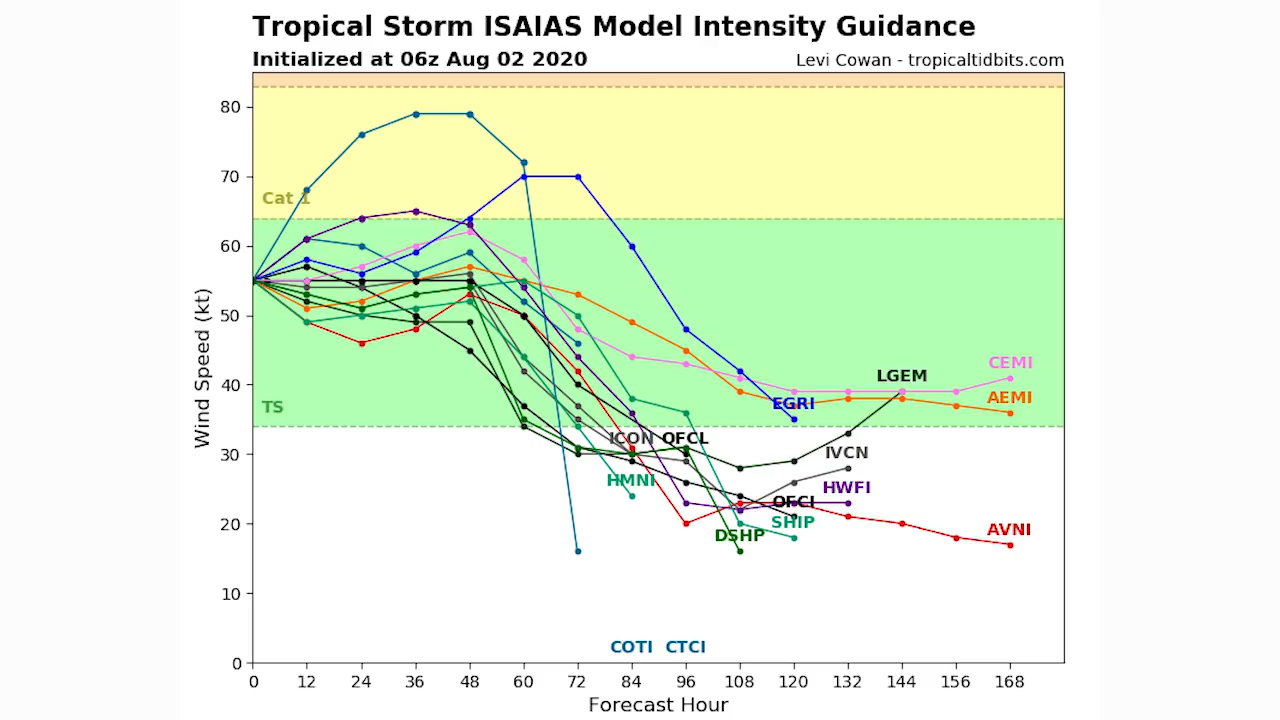 Tropical Storm ISAIAS Model Intensity Guidance
Initialized at 06z Aug 02 2020 Levi Cowan - tropicaltidbits.com
80
70
Cat 1
60
50
Wind Speed (kt)
40
TS
30
20
10
0
CEMI
LGEM
AEMI
EGRI
ICON OFCL
IVCN
HMNI
HWFI
OFCI
SHIP
AVNI
DSHP
COTI CTCI
0 12 24 36 48 60 72 84 96 108 120 132 144 156 168
Forecast Hour